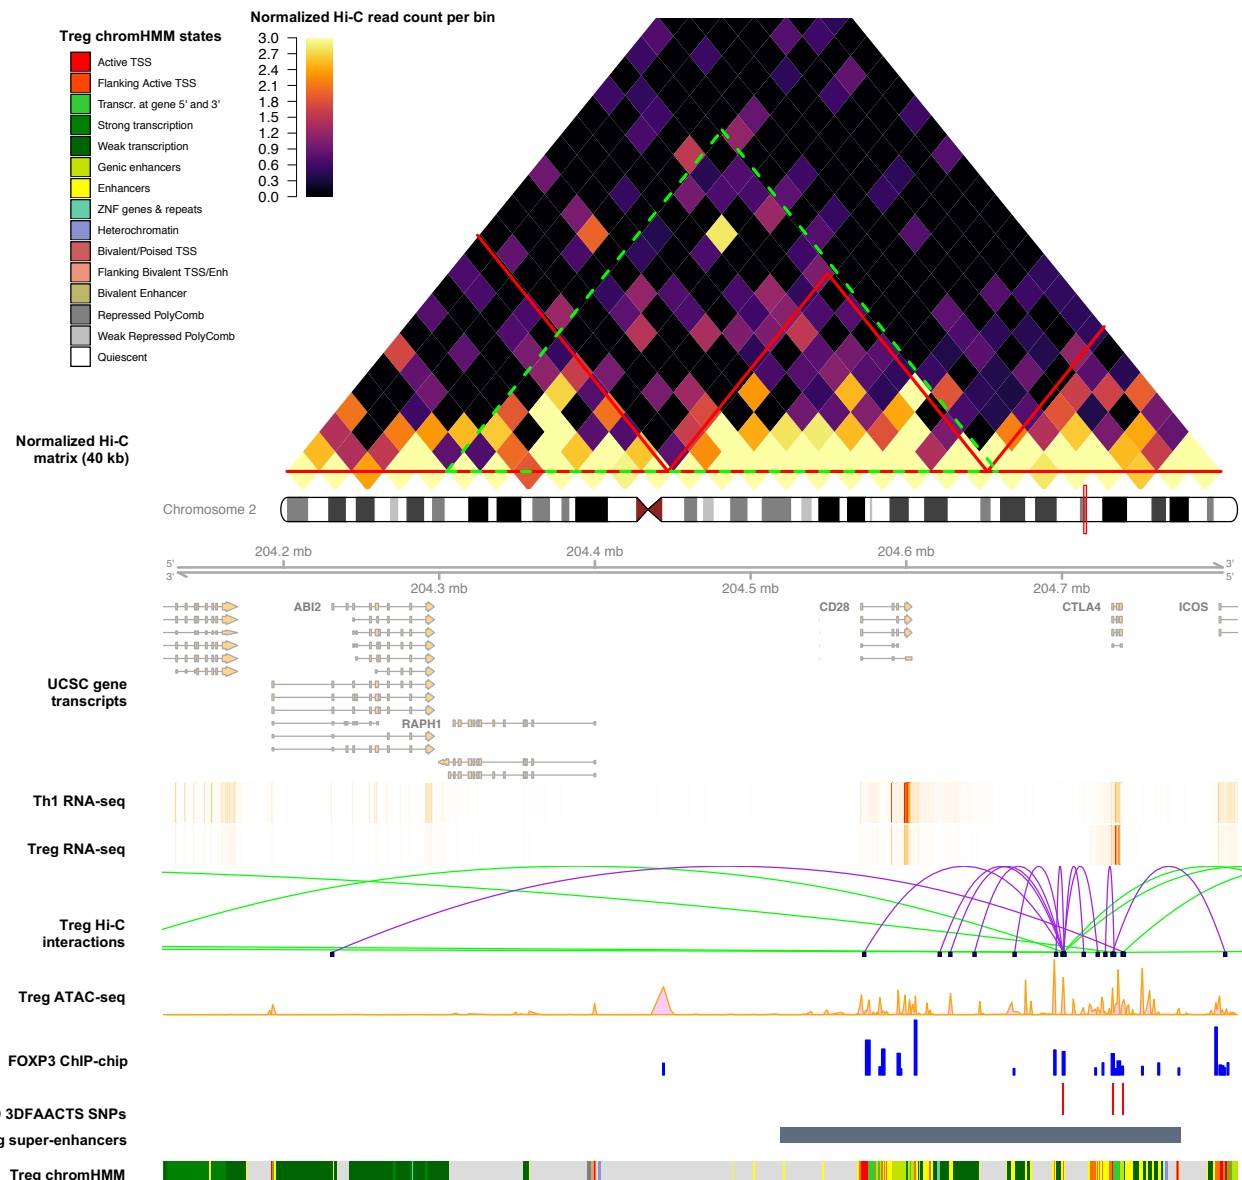 Normalized Hi-C read count per bin
Treg chromHMM states
3.0
2.7
2.4
2.1
1.8
1.5
1.2
0.9
0.6
0.3
0.0
Active TSS
Flanking Active TSS
Transcr. at gene 5' and 3'
Strong transcription
Weak transcription
Genic enhancers
Enhancers
ZNF genes & repeats
Heterochromatin
Bivalent/Poised TSS
Flanking Bivalent TSS/Enh
Bivalent Enhancer
Repressed PolyComb
Weak Repressed PolyComb
Quiescent
Normalized Hi-C
matrix (40 kb)
Chromosome 2
204.2 mb 204.4 mb 204.6 mb
5' 3'
3' 5'
204.3 mb 204.5 mb 204.7 mb
ABI2 CD28 CTLA4 ICOS
UCSC gene
transcripts
RAPH1
Th1 RNA-seq
Treg RNA-seq
Treg Hi-C
interactions
Treg ATAC-seq
FOXP3 ChIP-chip
3DFAACTS SNPs
super-enhancers
Treg chromHMM